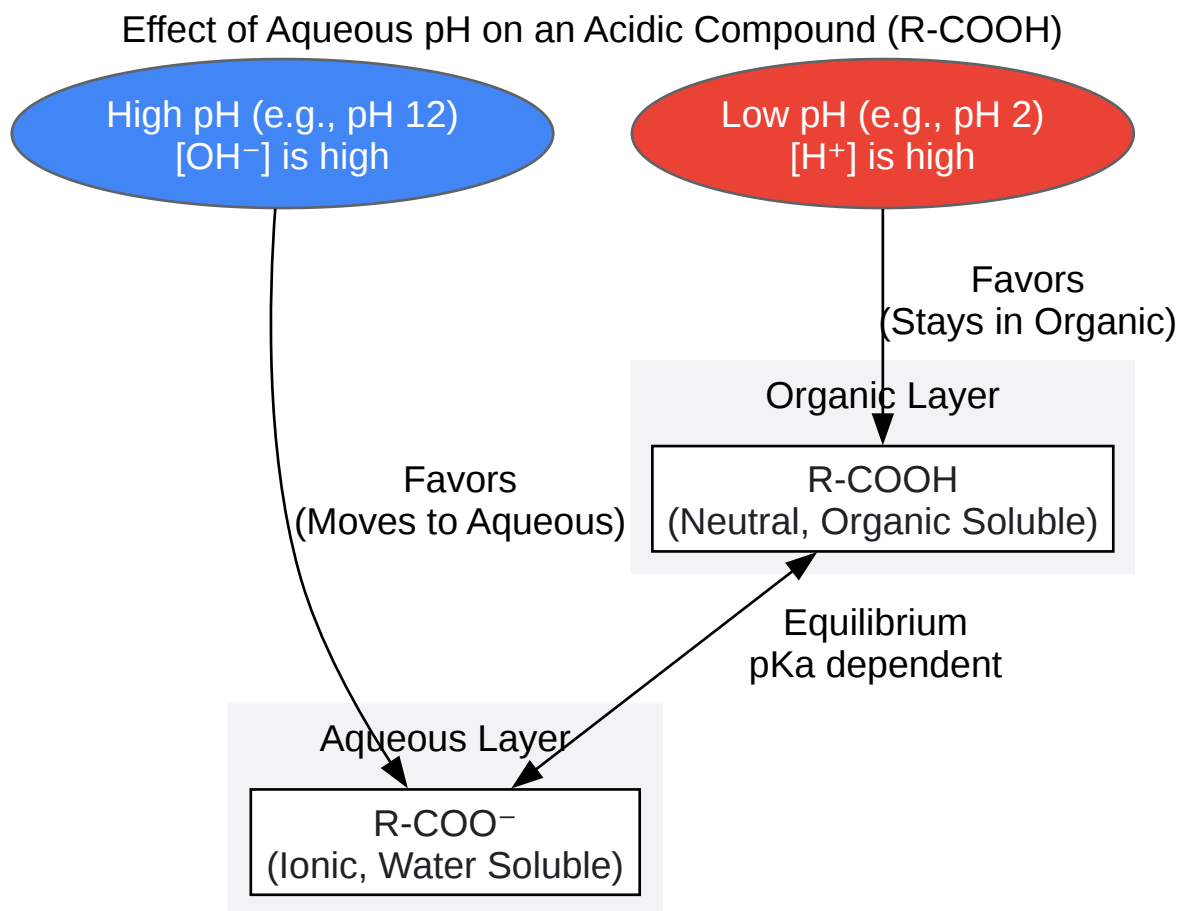 Effect of Aqueous pH on an Acidic Compound (R-COOH)
High pH (e.g., pH 12)
[OH⁻] is high
Low pH (e.g., pH 2)
[H⁺] is high
Favors
(Stays in Organic)
Organic Layer
R-COOH
(Neutral, Organic Soluble)
Favors
(Moves to Aqueous)
Equilibrium
pKa dependent
Aqueous Layer
R-COO⁻
(Ionic, Water Soluble)